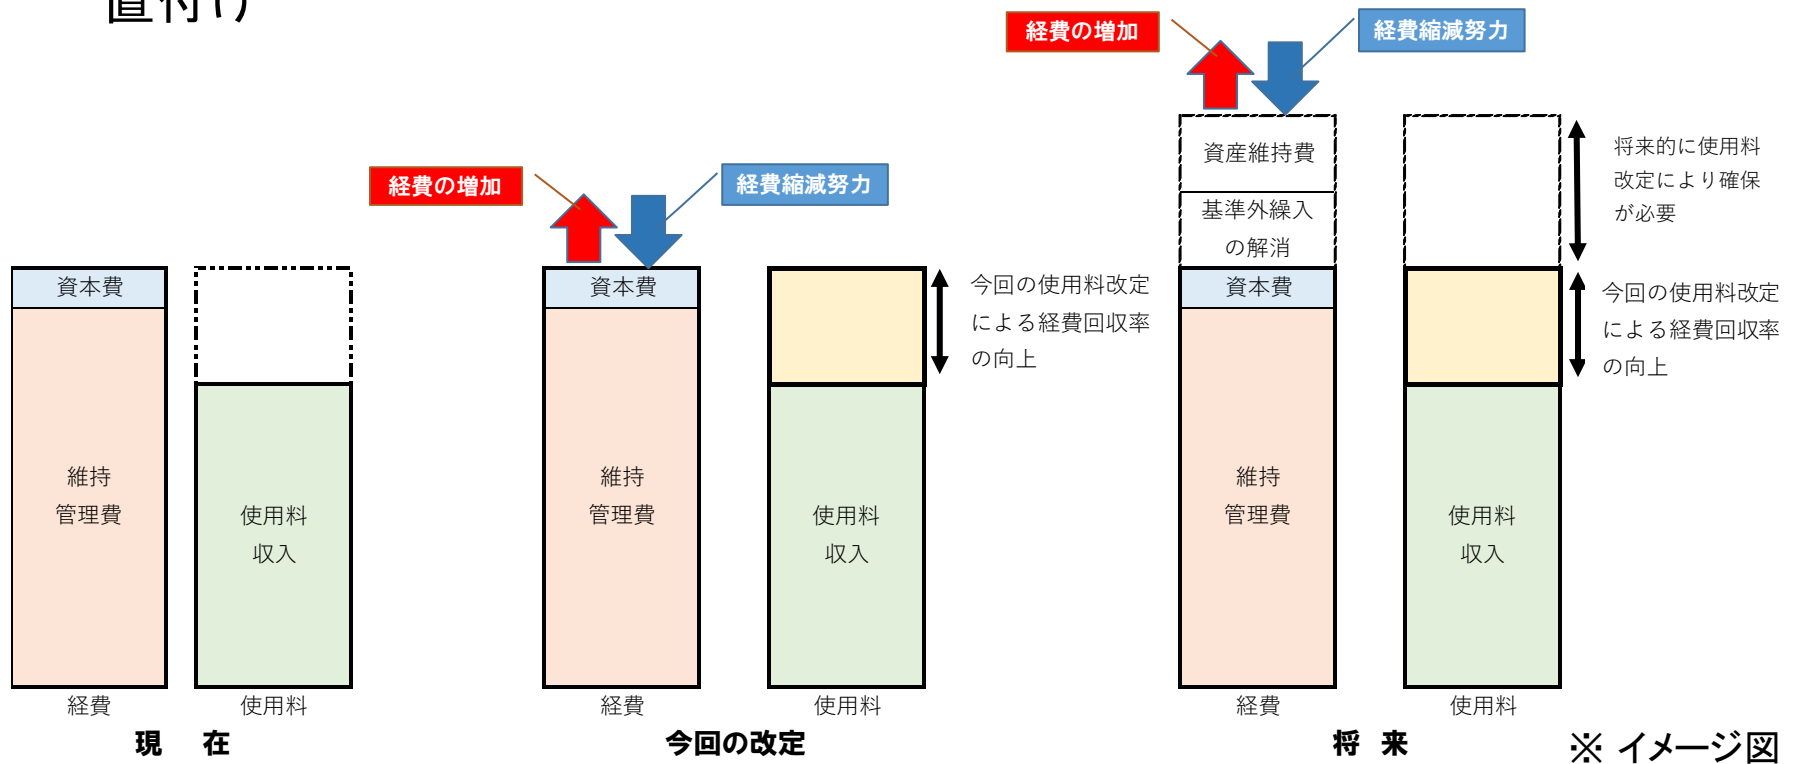 置付け
経費の増加
経費縮減努力
経費の増加
経費縮減努力
資産維持費
基準外繰入
の解消
将来的に使用料
改定により確保
が必要
資本費
維持
管理費
使用料
収入
経費
使用料
現 在
資本費
維持
管理費
今回の使用料改定
による経費回収率
の向上
使用料
収入
経費
使用料
今回の改定
資本費
維持
管理費
今回の使用料改定
による経費回収率
の向上
使用料
収入
経費
使用料
将 来
※ イメージ図